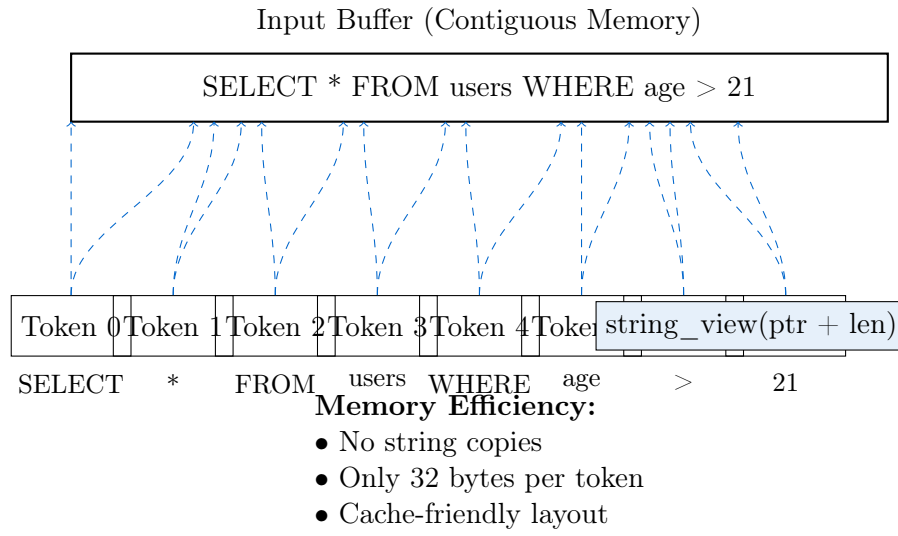 Input Buffer (Contiguous Memory)
SELECT * FROM users WHERE age > 21
Token 0 Token 1 Token 2 Token 3 Token 4 Token string_view(ptr + len)
SELECT * FROM users WHERE age > 21
Memory Efficiency:
• No string copies
• Only 32 bytes per token
• Cache-friendly layout